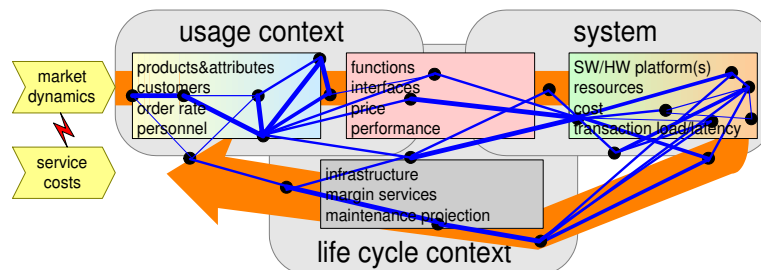 usage context
system
market
dynamics
products&attributes
customers
order rate
personnel
functions
interfaces
price
performance
SW/HW platform(s)
resources
cost
transaction load/latency
service
costs
infrastructure
margin services
maintenance projection
life cycle context